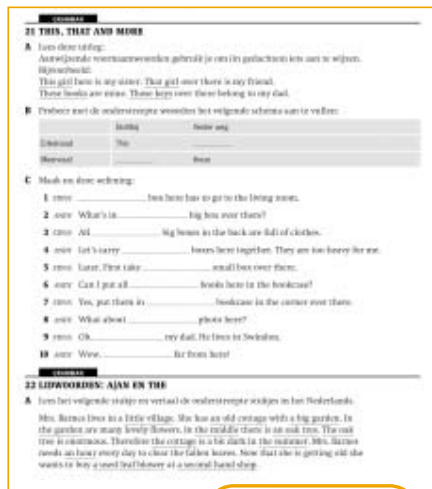 GRAMMAR
21 THIS, THAT AND MORE
A Lees deze uitleg:
Aanwijzende voornaamwoorden gebruik je om (in gedachten) iets aan te wijzen.
Bijvoorbeeld:
This girl here is my sister. That girl over there is my friend.
These books are mine. Those keys over there belong to my dad.
B Probeer met de onderstreepte woorden het volgende schema aan te vullen:
Dichtbij Verder weg
Enkelvoud This
Meervoud those
C Maak nu deze oefening:
1 box here has to go to the living room.
2 What's in big box over there?
3 All big boxes in the back are full of clothes.
4 Let's carry boxes here together. They are too heavy for me.
5 Later. First take small box over there.
6 Can I put all books here in the bookcase?
7 Yes, put them in bookcase in the corner over there.
8 What about photo here?
9 Oh, my dad. He lives in Swindon.
10 Wow, far from here!
GRAMMAR
22 LIDWOORDEN: A/AN EN THE
A Lees het volgende stukje en vertaal de onderstreepte stukjes in het Nederlands.
Mrs. Barnes lives in a little village. She has an old cottage with a big garden. In
the garden are many lovely flowers. In the middle there is an oak tree. The oak
tree is enormous. Therefore the cottage is a bit dark in the summer. Mrs. Barnes
needs an hour every day to clear the fallen leaves. Now that she is getting old she
wants to buy a used leaf blower at a second hand shop.